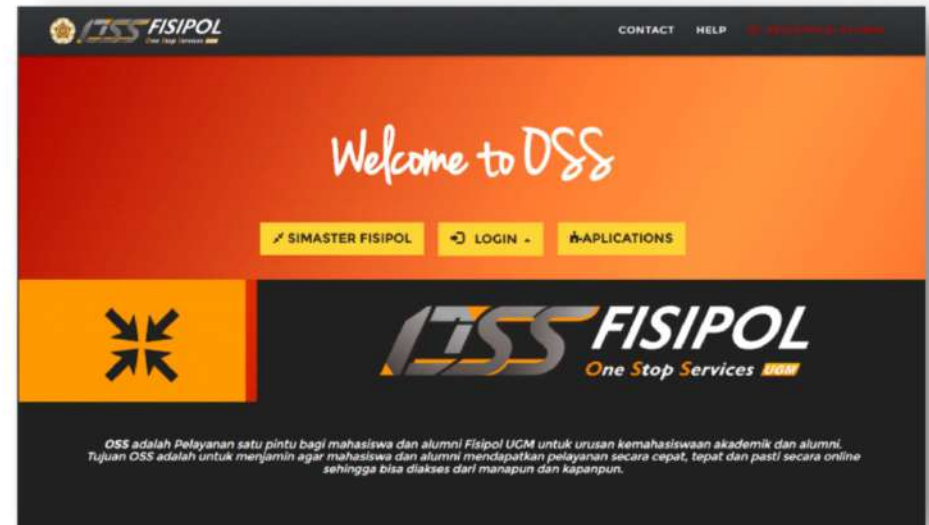 OSS FISIPOL
One Stop Services UGM
CONTACT HELP
Welcome to OSS
SIMASTER FISIPOL
LOGIN
APLICATIONS
OSS FISIPOL
One Stop Services UGM
OSS adalah Pelayanan satu pintu bagi mahasiswa dan alumni Fisipol UGM untuk urusan kemahasiswaan akademik dan alumni.
Tujuan OSS adalah untuk menjamin agar mahasiswa dan alumni mendapatkan pelayanan secara cepat, tepat dan pasti secara online
sehingga bisa diakses dari manapun dan kapanpun.